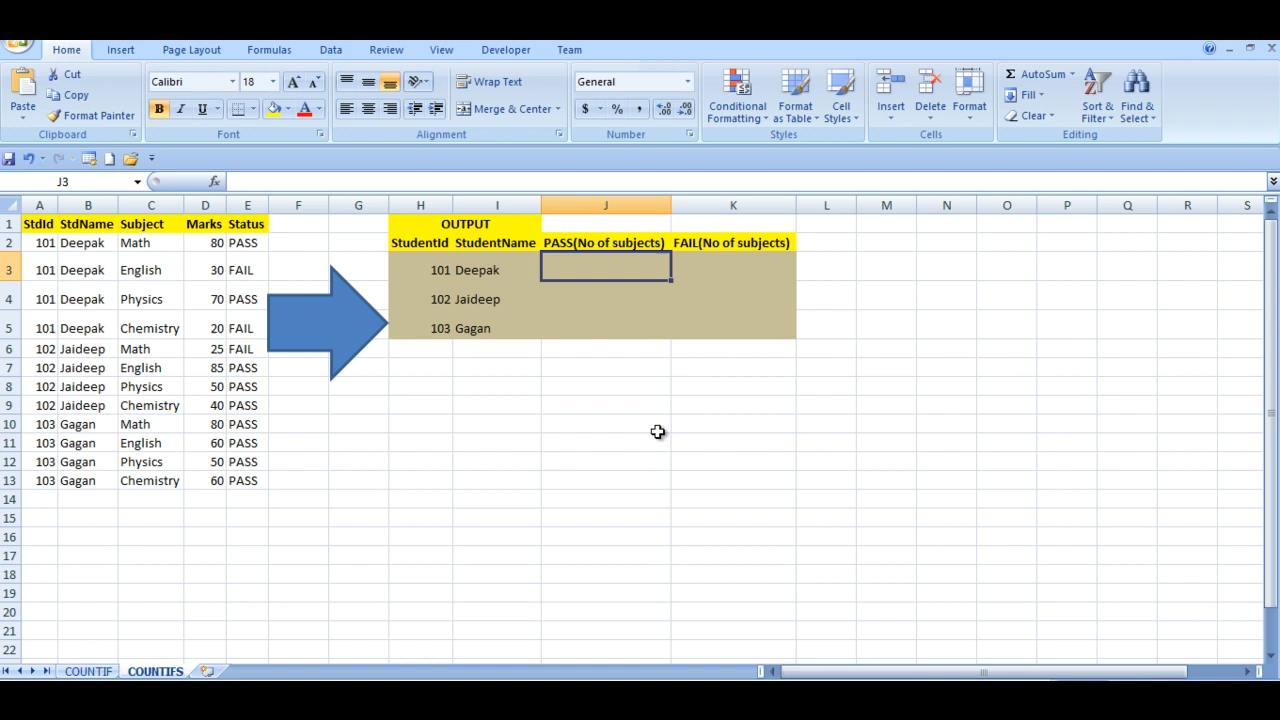 Home Insert Page Layout Formulas Data Review View Developer Team
Paste Cut Copy Format Painter Clipboard
Calibri 18 A A B I U A Font
Wrap Text Merge & Center Alignment
General $ % , .0 .00 .00 .0 Number
Conditional Formatting Format as Table Cell Styles Styles
Insert Delete Format Cells
Σ AutoSum Fill Clear Sort & Filter Find & Select Editing
J3 fx
A B C D E F G H I J K L M N O P Q R S
1 StdId StdName Subject Marks Status OUTPUT
2 101 Deepak Math 80 PASS StudentId StudentName PASS(No of subjects) FAIL(No of subjects)
3 101 Deepak English 30 FAIL 101 Deepak
4 101 Deepak Physics 70 PASS 102 Jaideep
5 101 Deepak Chemistry 20 FAIL 103 Gagan
6 102 Jaideep Math 25 FAIL
7 102 Jaideep English 85 PASS
8 102 Jaideep Physics 50 PASS
9 102 Jaideep Chemistry 40 PASS
10 103 Gagan Math 80 PASS
11 103 Gagan English 60 PASS
12 103 Gagan Physics 50 PASS
13 103 Gagan Chemistry 60 PASS
14
15
16
17
18
19
20
21
22
COUNTIF COUNTIFS